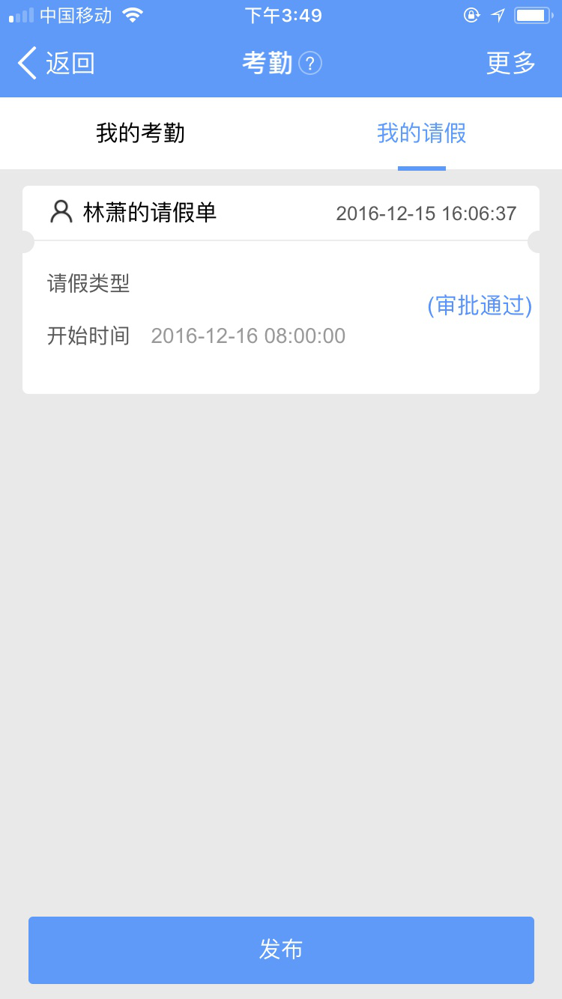 中国移动 下午3:49
返回 考勤 ? 更多
我的考勤 我的请假
林萧的请假单 2016-12-15 16:06:37
请假类型
(审批通过)
开始时间 2016-12-16 08:00:00
发布